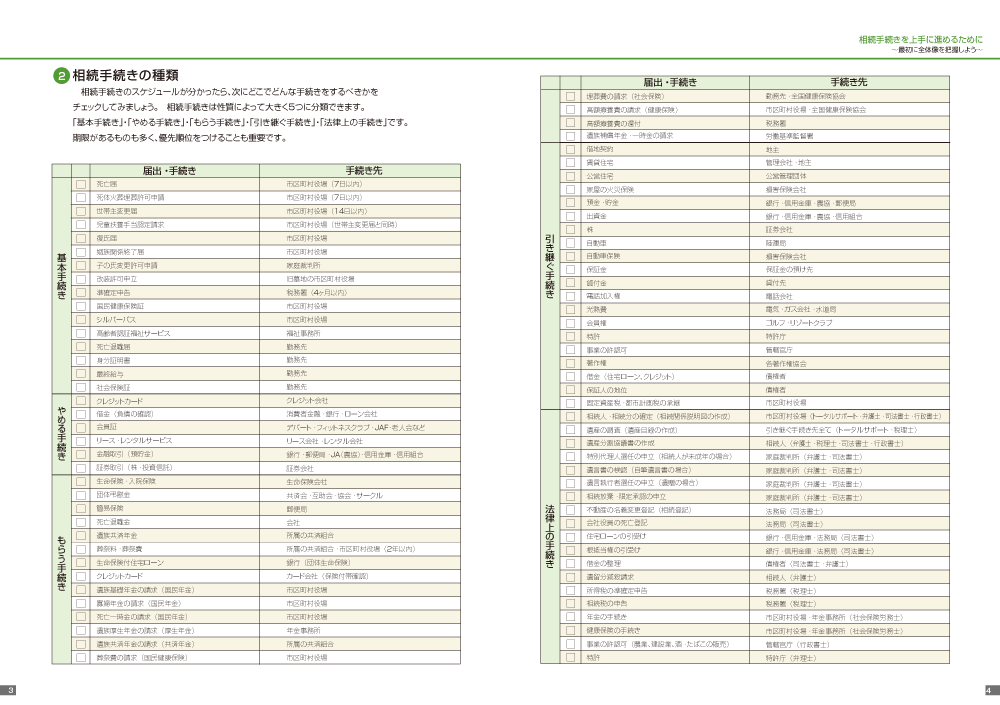 相続手続きを上手に進めるために
～最初に全体像を把握しよう～
2 相続手続きの種類
相続手続きのスケジュールが分かったら、次にどこでどんな手続きをするべきかを
チェックしてみましょう。 相続手続きは性質によって大きく5つに分類できます。
「基本手続き」・「やめる手続き」・「もらう手続き」・「引き継ぐ手続き」・「法律上の手続き」です。
期限があるものも多く、優先順位をつけることも重要です。
届出・手続き 手続き先
基本手続き
死亡届 市区町村役場（7日以内）
死体火葬埋葬許可申請 市区町村役場（7日以内）
世帯主変更届 市区町村役場（14日以内）
児童扶養手当認定請求 市区町村役場（世帯主変更届と同時）
復氏届 市区町村役場
姻族関係終了届 市区町村役場
子の氏変更許可申請 家庭裁判所
改葬許可申立 旧墓地の市区町村役場
準確定申告 税務署（4ヶ月以内）
国民健康保険証 市区町村役場
シルバーパス 市区町村役場
高齢者認証福祉サービス 福祉事務所
死亡退職届 勤務先
身分証明書 勤務先
最終給与 勤務先
社会保険証 勤務先
やめる手続き
クレジットカード クレジット会社
借金（負債の確認） 消費者金融・銀行・ローン会社
会員証 デパート・フィットネスクラブ・JAF・老人会など
リース・レンタルサービス リース会社・レンタル会社
金融取引（預貯金） 銀行・郵便局・JA（農協）・信用金庫・信用組合
証券取引（株・投資信託） 証券会社
もらう手続き
生命保険・入院保険 生命保険会社
団体弔慰金 共済会・互助会・協会・サークル
簡易保険 郵便局
死亡退職金 会社
遺族共済年金 所属の共済組合
葬祭料・葬祭費 所属の共済組合・市区町村役場（2年以内）
生命保険付住宅ローン 銀行（団体生命保険）
クレジットカード カード会社（保険付帯確認）
遺族基礎年金の請求（国民年金） 市区町村役場
寡婦年金の請求（国民年金） 市区町村役場
死亡一時金の請求（国民年金） 市区町村役場
遺族厚生年金の請求（厚生年金） 年金事務所
遺族共済年金の請求（共済年金） 所属の共済組合
葬祭費の請求（国民健康保険） 市区町村役場
3
届出・手続き 手続き先
埋葬費の請求（社会保険） 勤務先・全国健康保険協会
高額療養費の請求（健康保険） 市区町村役場・全国健康保険協会
高額療養費の還付 税務署
遺族補償年金・一時金の請求 労働基準監督署
引き継ぐ手続き
借地契約 地主
賃貸住宅 管理会社・地主
公営住宅 公営管理団体
家屋の火災保険 損害保険会社
預金・貯金 銀行・信用金庫・農協・郵便局
出資金 銀行・信用金庫・農協・信用組合
株 証券会社
自動車 陸運局
自動車保険 損害保険会社
保証金 保証金の預け先
貸付金 貸付先
電話加入権 電話会社
光熱費 電気・ガス会社・水道局
会員権 ゴルフ・リゾートクラブ
特許 特許庁
事業の許認可 管轄官庁
著作権 各著作権協会
借金（住宅ローン、クレジット） 債権者
保証人の地位 債権者
固定資産税・都市計画税の承継 市区町村役場
法律上の手続き
相続人・相続分の確定（相続関係説明図の作成） 市区町村役場（トータルサポート・弁護士・司法書士・行政書士）
遺産の調査（遺産目録の作成） 引き継ぐ手続き先全て（トータルサポート・税理士）
遺産分割協議書の作成 相続人（弁護士・税理士・司法書士・行政書士）
特別代理人選任の申立（相続人が未成年の場合） 家庭裁判所（弁護士・司法書士）
遺言書の検認（自筆遺言書の場合） 家庭裁判所（弁護士・司法書士）
遺言執行者選任の申立（遺贈の場合） 家庭裁判所（弁護士・司法書士）
相続放棄・限定承認の申立 家庭裁判所（弁護士・司法書士）
不動産の名義変更登記（相続登記） 法務局（司法書士）
会社役員の死亡登記 法務局（司法書士）
住宅ローンの引受け 銀行・信用金庫・法務局（司法書士）
根抵当権の引受け 銀行・信用金庫・法務局（司法書士）
借金の整理 債権者（司法書士・弁護士）
遺留分減殺請求 相続人（弁護士）
所得税の準確定申告 税務署（税理士）
相続税の申告 税務署（税理士）
年金の手続き 市区町村役場・年金事務所（社会保険労務士）
健康保険の手続き 市区町村役場・年金事務所（社会保険労務士）
事業の許認可（農業、建設業、酒・たばこの販売） 管轄官庁（行政書士）
特許 特許庁（弁理士）
4